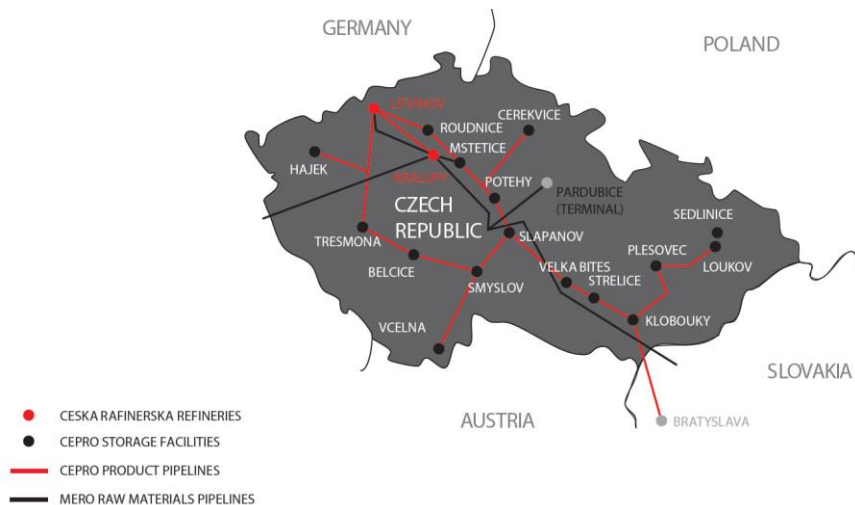 GERMANY
POLAND
LITVINOV
ROUDNICE
CEREKVICE
MSTETICE
HAJEK
KRALUPY
POTEHY
PARDUBICE
(TERMINAL)
CZECH
REPUBLIC
SEDLINICE
TRESMONA
SLAPANOV
PLESOVEC
LOUKOV
BELCICE
VELKA BITES
SMYSLOV
STRELICE
KLOBOUKY
VCELNA
SLOVAKIA
AUSTRIA
BRATYSLAVA
CESKA RAFINERSKA REFINERIES
CEPRO STORAGE FACILITIES
CEPRO PRODUCT PIPELINES
MERO RAW MATERIALS PIPELINES